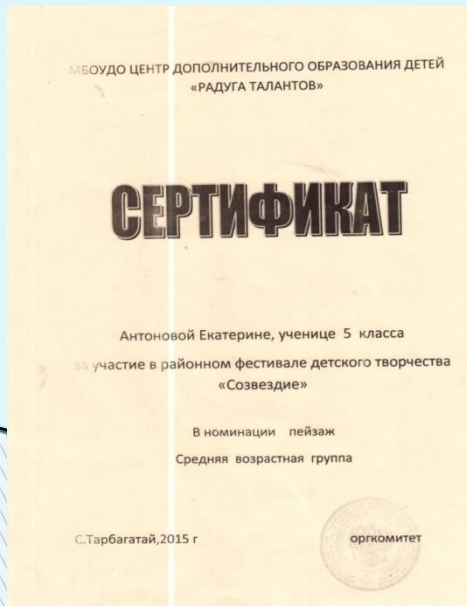 МБОУДО ЦЕНТР ДОПОЛНИТЕЛЬНОГО ОБРАЗОВАНИЯ ДЕТЕЙ
«РАДУГА ТАЛАНТОВ»
СЕРТИФИКАТ
Антоновой Екатерине, ученице 5 класса
за участие в районном фестивале детского творчества
«Созвездие»
В номинации пейзаж
Средняя возрастная группа
С.Тарбагатай,2015 г оргкомитет